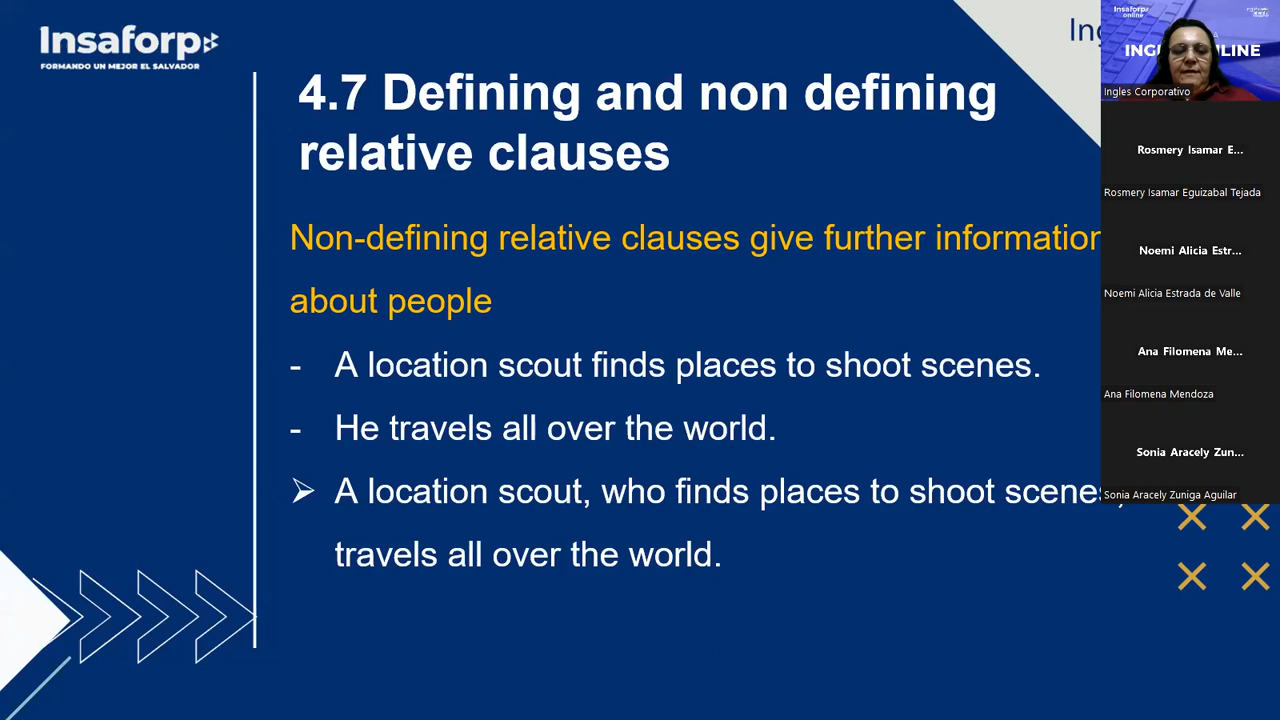 Insaforp
FORMANDO UN MEJOR EL SALVADOR
4.7 Defining and non defining
relative clauses
Non-defining relative clauses give further information
about people
- A location scout finds places to shoot scenes.
- He travels all over the world.
➢ A location scout, who finds places to shoot scenes,
travels all over the world.
Insaforp
online
Ingles Corporativo
Rosmery Isamar E...
Rosmery Isamar Eguizabal Tejada
Noemi Alicia Estr...
Noemi Alicia Estrada de Valle
Ana Filomena Me...
Ana Filomena Mendoza
Sonia Aracely Zun...
Sonia Aracely Zuniga Aguilar